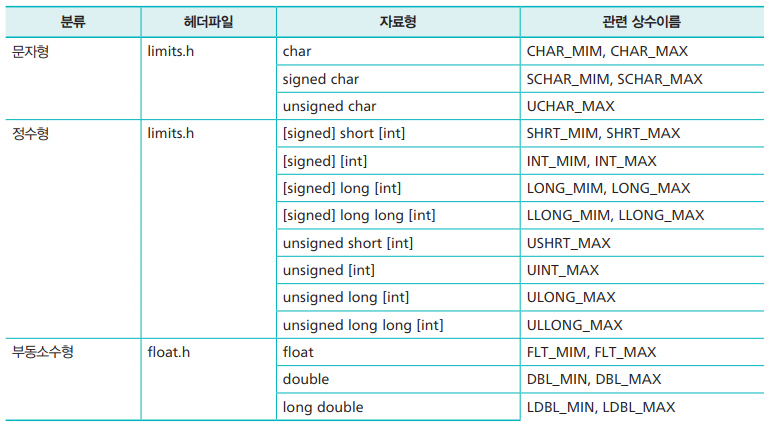 분류 헤더파일 자료형 관련 상수이름
문자형 limits.h char CHAR_MIM, CHAR_MAX
signed char SCHAR_MIM, SCHAR_MAX
unsigned char UCHAR_MAX
정수형 limits.h [signed] short [int] SHRT_MIM, SHRT_MAX
[signed] [int] INT_MIM, INT_MAX
[signed] long [int] LONG_MIM, LONG_MAX
[signed] long long [int] LLONG_MIM, LLONG_MAX
unsigned short [int] USHRT_MAX
unsigned [int] UINT_MAX
unsigned long [int] ULONG_MAX
unsigned long long [int] ULLONG_MAX
부동소수형 float.h float FLT_MIM, FLT_MAX
double DBL_MIN, DBL_MAX
long double LDBL_MIN, LDBL_MAX